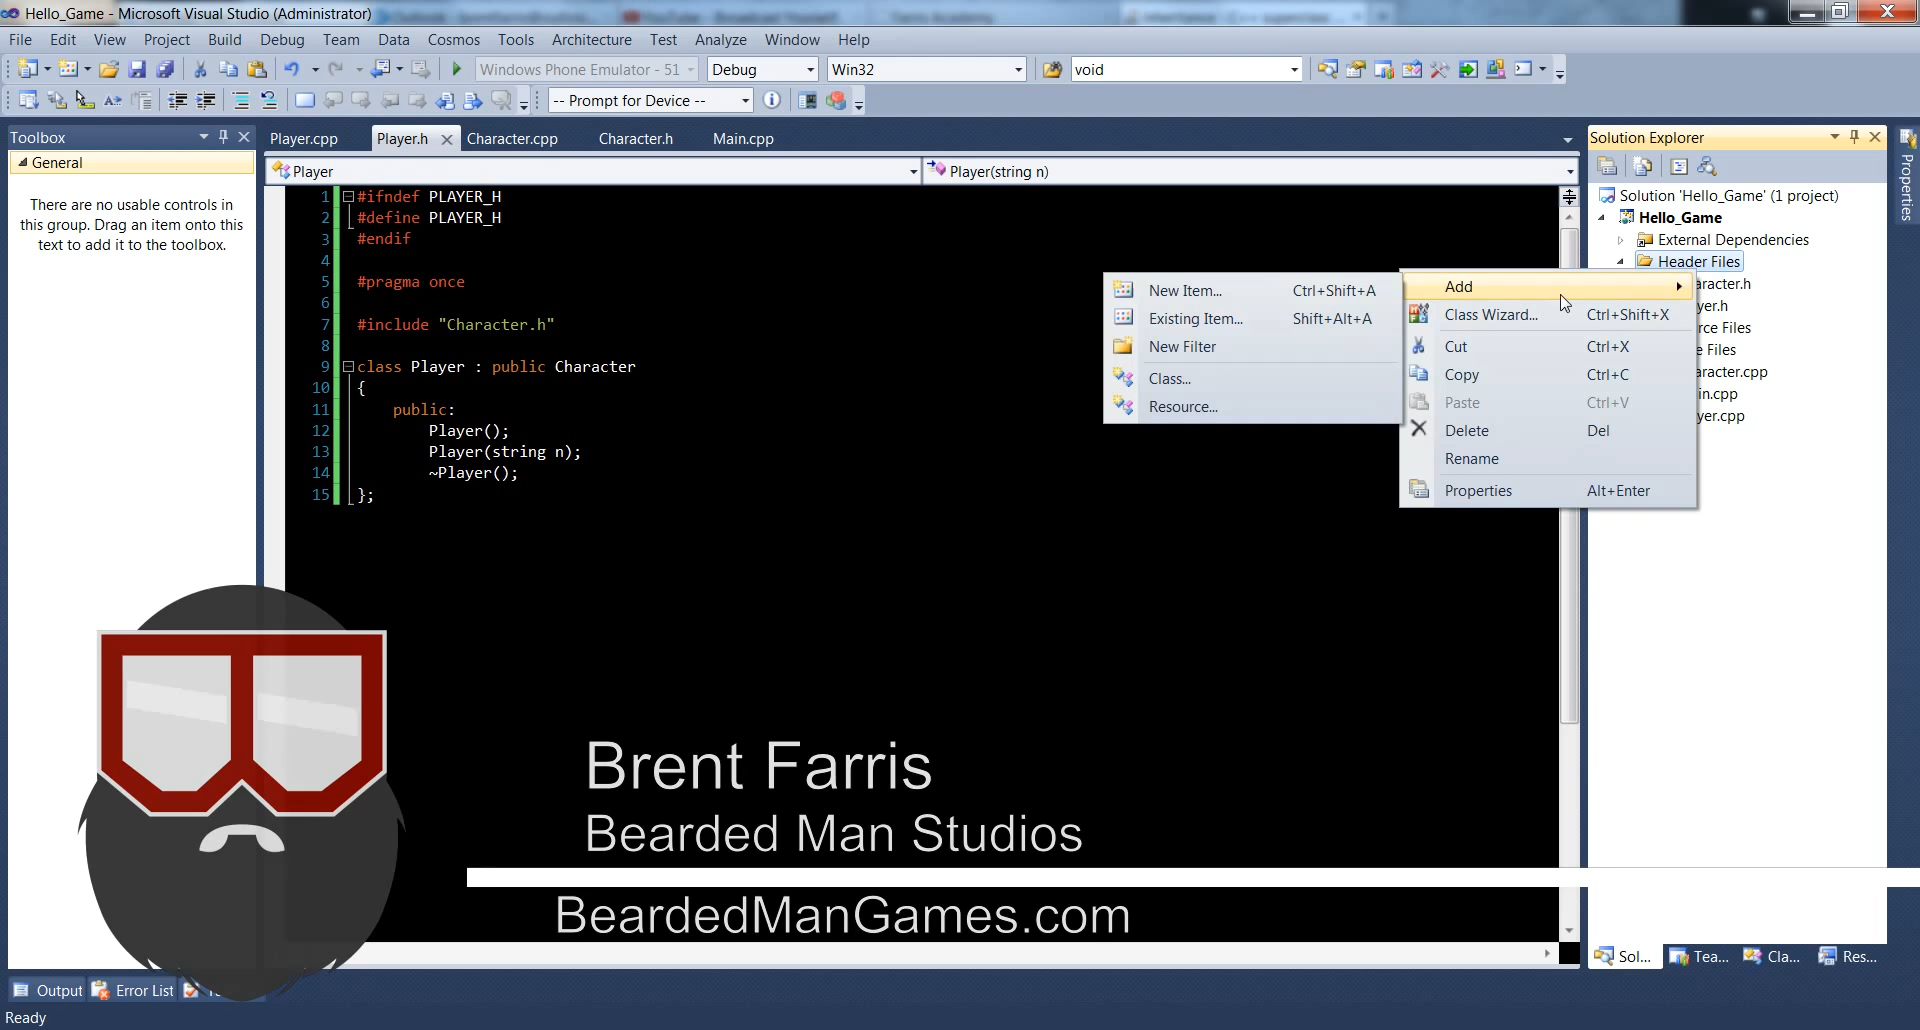 Hello_Game - Microsoft Visual Studio (Administrator)
File Edit View Project Build Debug Team Data Cosmos Tools Architecture Test Analyze Window Help
Windows Phone Emulator - 51 Debug Win32 void
-- Prompt for Device --
Toolbox
General
There are no usable controls in
this group. Drag an item onto this
text to add it to the toolbox.
Player.cpp Player.h Character.cpp Character.h Main.cpp
Player Player(string n)
1 #ifndef PLAYER_H
2 #define PLAYER_H
3 #endif
4
5 #pragma once
6
7 #include "Character.h"
8
9 class Player : public Character
10 {
11 public:
12 Player();
13 Player(string n);
14 ~Player();
15 };
New Item... Ctrl+Shift+A
Existing Item... Shift+Alt+A
New Filter
Class...
Resource...
Add
Class Wizard... Ctrl+Shift+X
Cut Ctrl+X
Copy Ctrl+C
Paste Ctrl+V
Delete Del
Rename
Properties Alt+Enter
Solution Explorer
Solution 'Hello_Game' (1 project)
Hello_Game
External Dependencies
Header Files
aracter.h
yer.h
rce Files
e Files
aracter.cpp
in.cpp
yer.cpp
Properties
Brent Farris
Bearded Man Studios
BeardedManGames.com
Sol... Tea... Cla... Res...
Output Error List
Ready